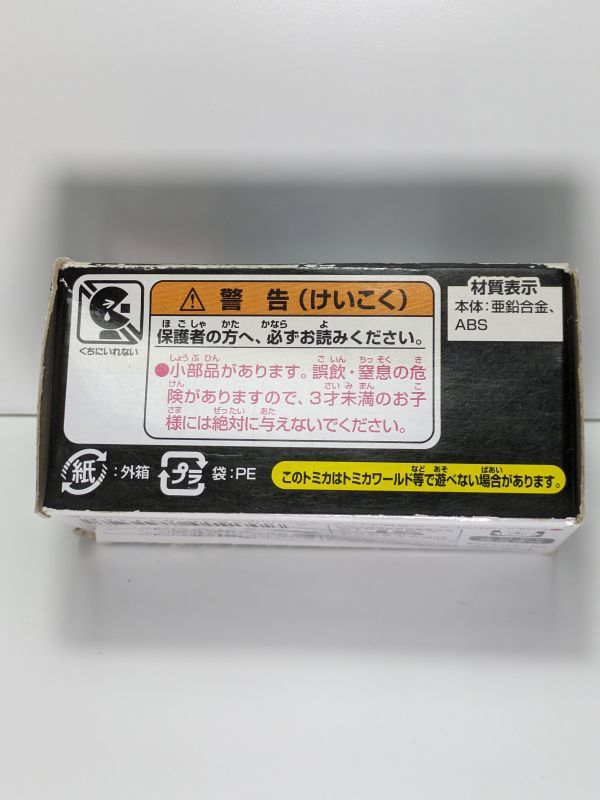 くちにいれない
⚠ 警告(けいこく)
ほごしゃ かた かなら よ
保護者の方へ、必ずお読みください。
しょうぶひん ごいん ちっそく き
●小部品があります。誤飲・窒息の危
けん さいみまん こ
険がありますので、3才未満のお子
さま ぜったい あた
様には絶対に与えないでください。
材質表示
本体:亜鉛合金、
ABS
紙:外箱 プラ 袋:PE
など あそ ばあい
このトミカはトミカワールド等で遊べない場合があります。